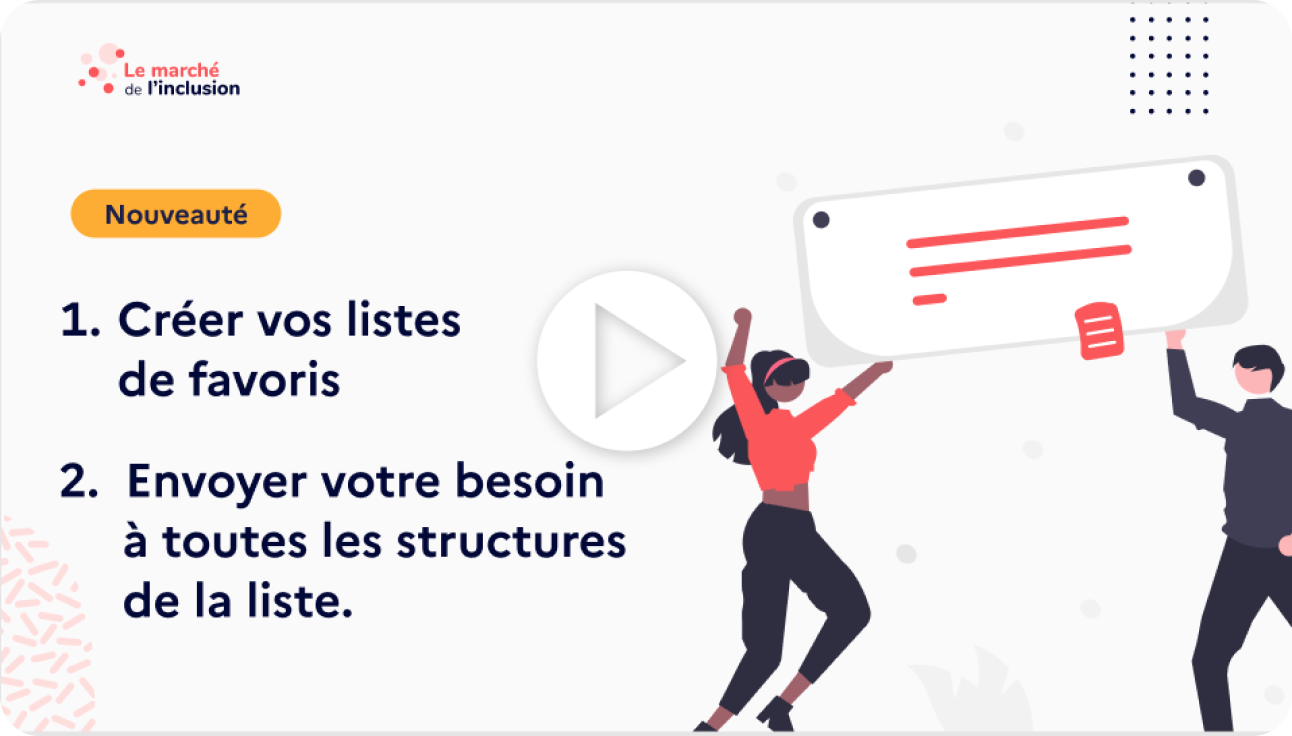 Le marché
de l'inclusion
Nouveauté
1. Créer vos listes
de favoris
2. Envoyer votre besoin
à toutes les structures
de la liste.